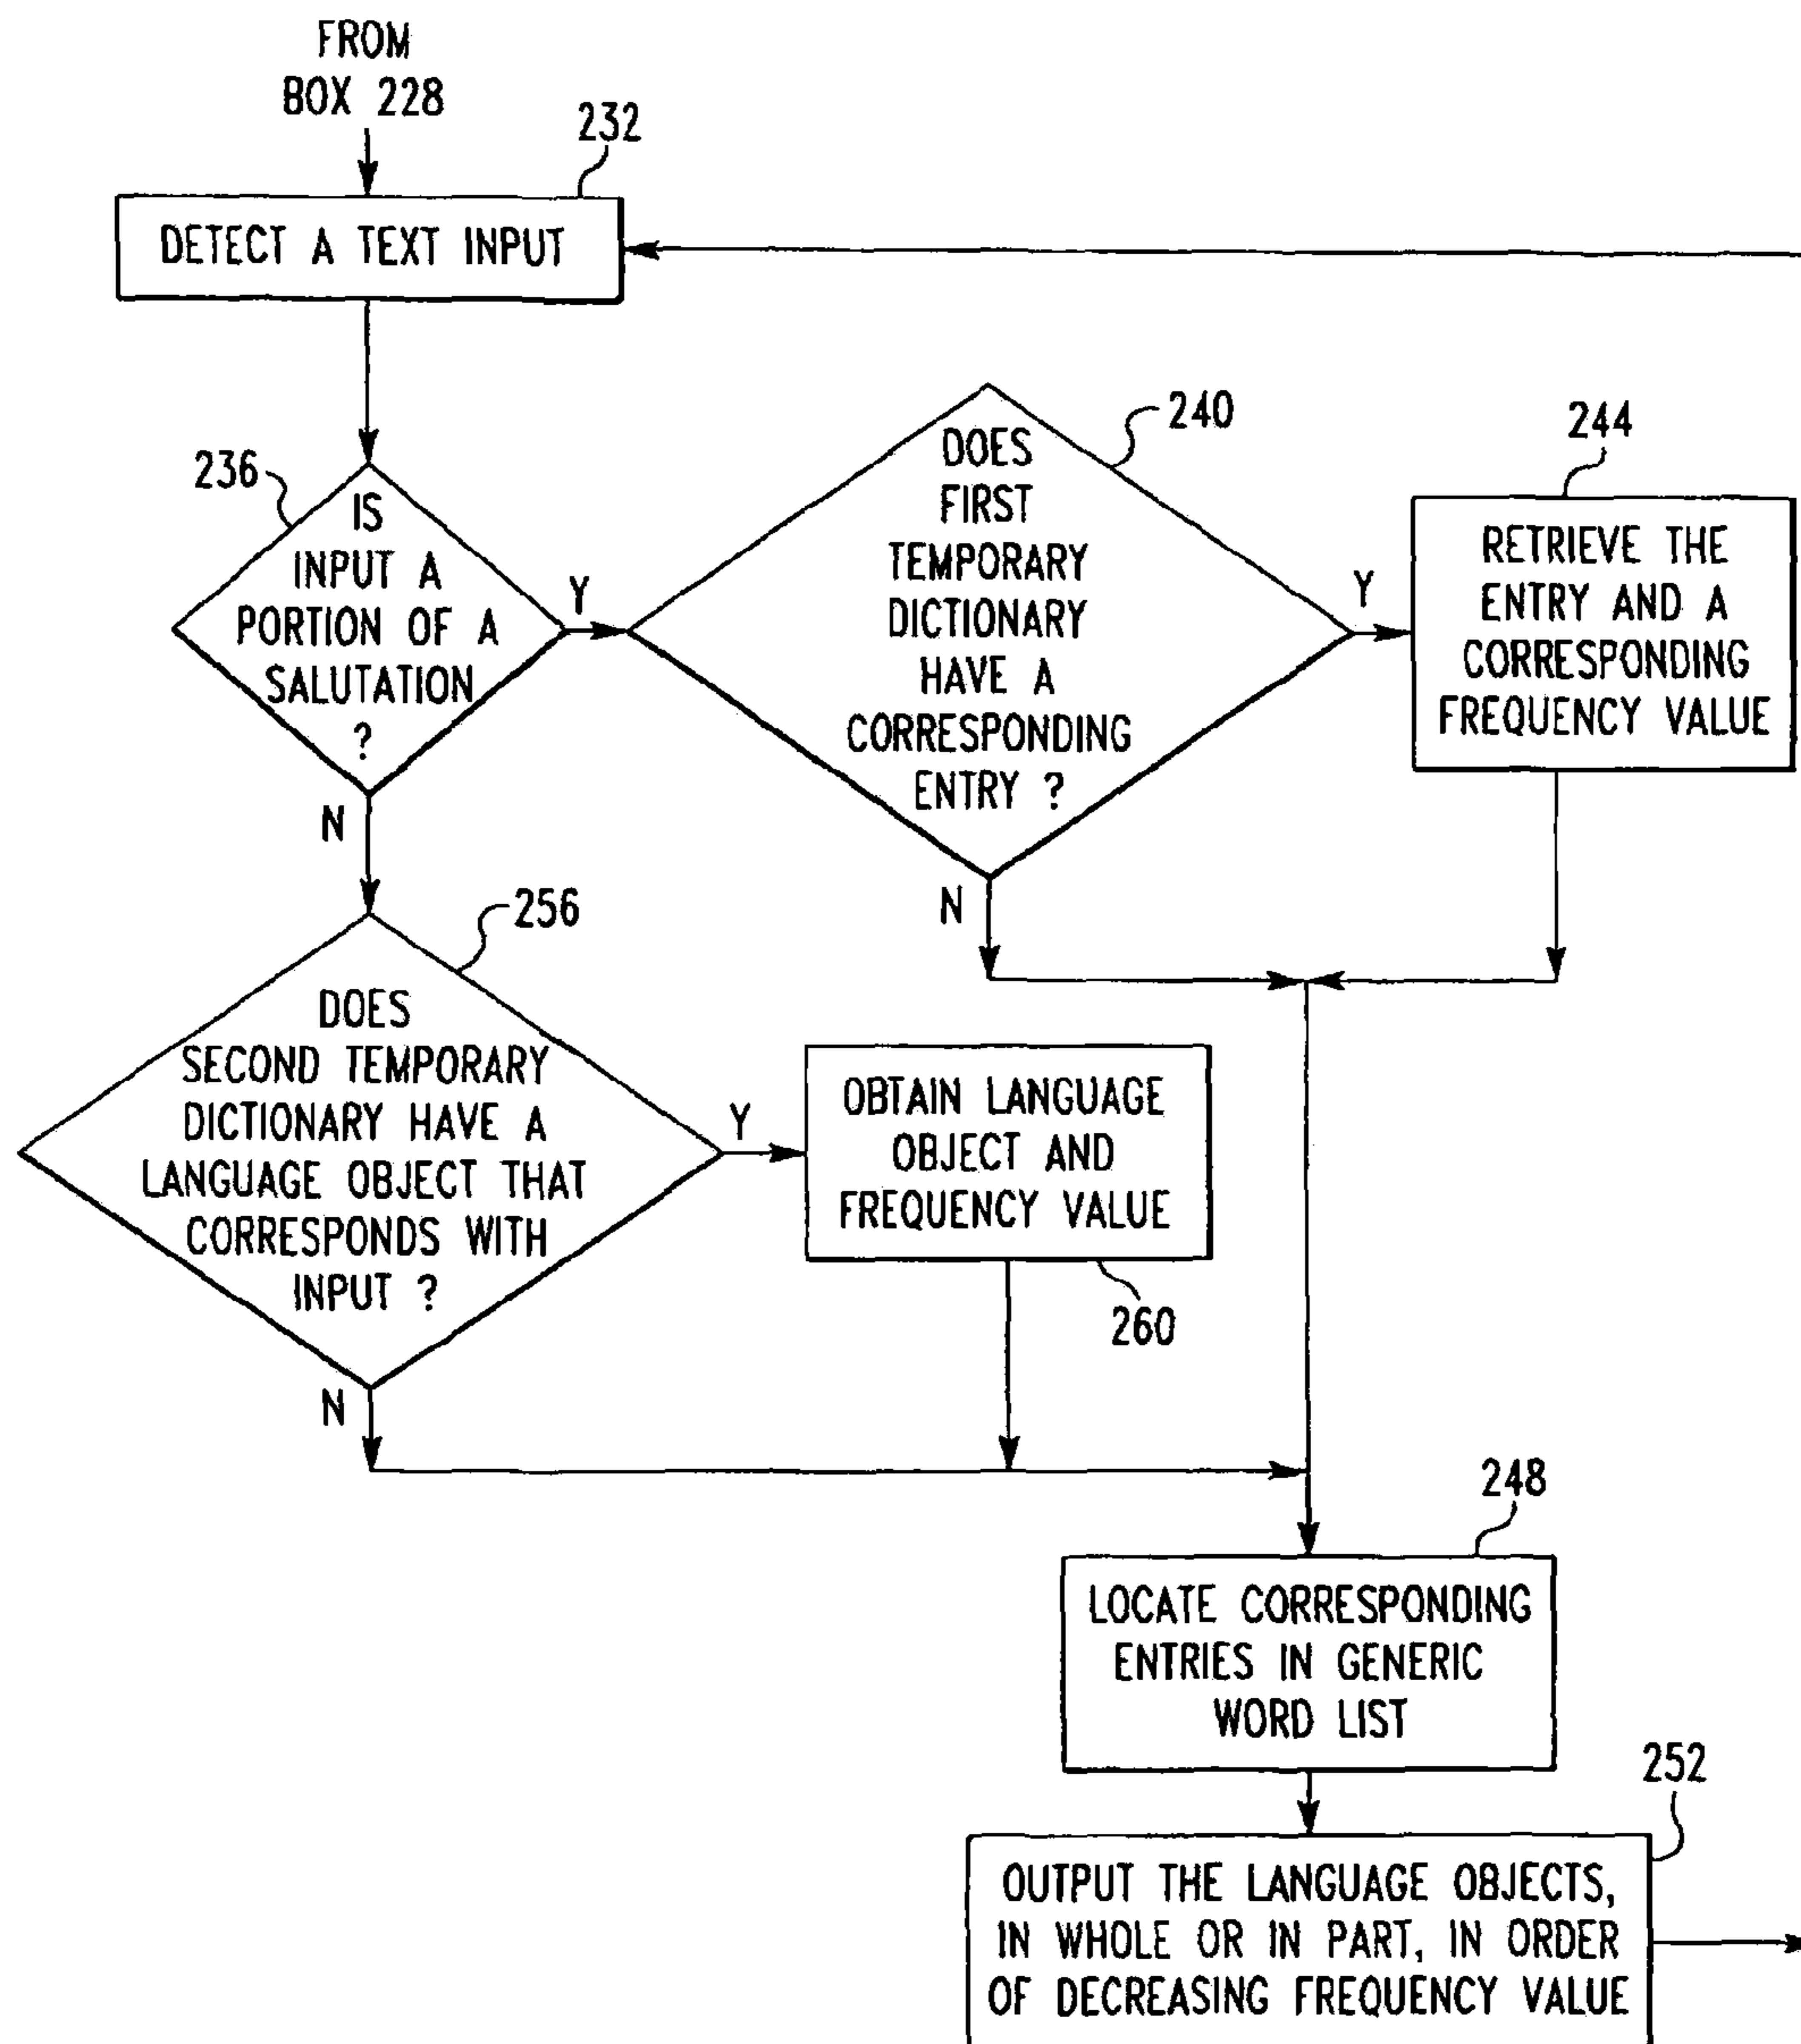 FROM
BOX 228
232
DETECT A TEXT INPUT
236
IS
INPUT A
PORTION OF A
SALUTATION
?
Y
N
240
DOES
FIRST
TEMPORARY
DICTIONARY
HAVE A
CORRESPONDING
ENTRY ?
Y
N
244
RETRIEVE THE
ENTRY AND A
CORRESPONDING
FREQUENCY VALUE
256
DOES
SECOND TEMPORARY
DICTIONARY HAVE A
LANGUAGE OBJECT THAT
CORRESPONDS WITH
INPUT ?
Y
N
OBTAIN LANGUAGE
OBJECT AND
FREQUENCY VALUE
260
248
LOCATE CORRESPONDING
ENTRIES IN GENERIC
WORD LIST
252
OUTPUT THE LANGUAGE OBJECTS,
IN WHOLE OR IN PART, IN ORDER
OF DECREASING FREQUENCY VALUE